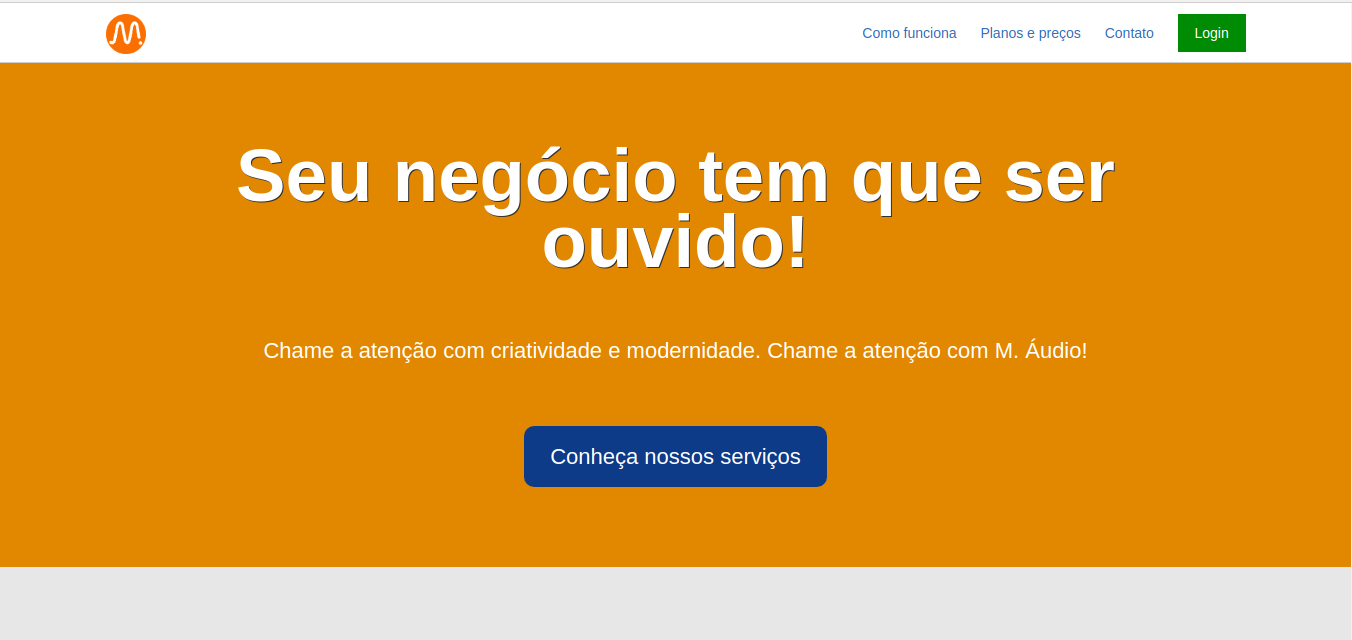 M.
Como funciona
Planos e preços
Contato
Login
Seu negócio tem que ser
ouvido!
Chame a atenção com criatividade e modernidade. Chame a atenção com M. Áudio!
Conheça nossos serviços